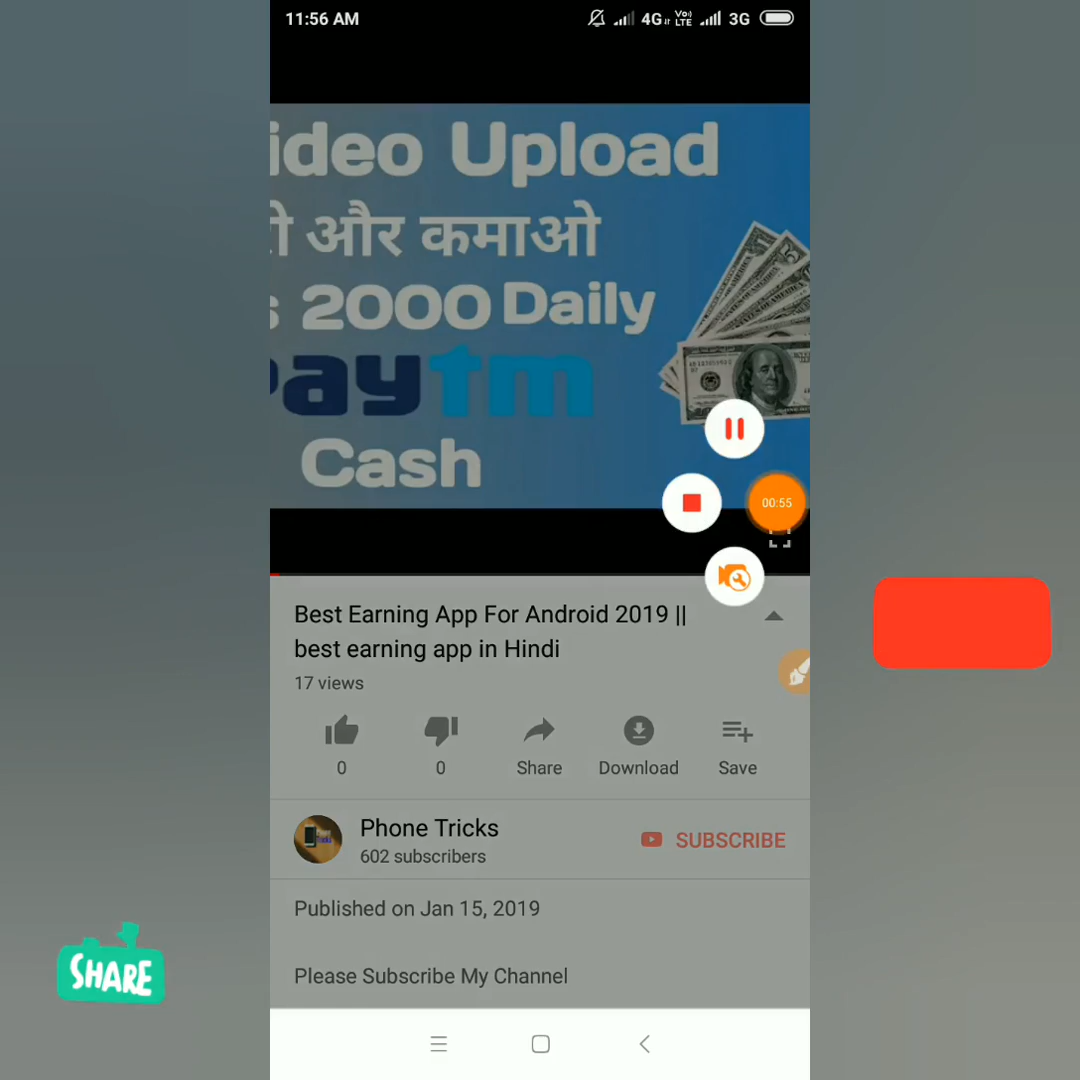 11:56 AM 4G Vo) LTE 3G
ideo Upload
और कमाओ
2000 Daily
aytm
Cash
00:55
Best Earning App For Android 2019 ||
best earning app in Hindi
17 views
0 0 Share Download Save
Phone Tricks
602 subscribers
SUBSCRIBE
Published on Jan 15, 2019
Please Subscribe My Channel
SHARE